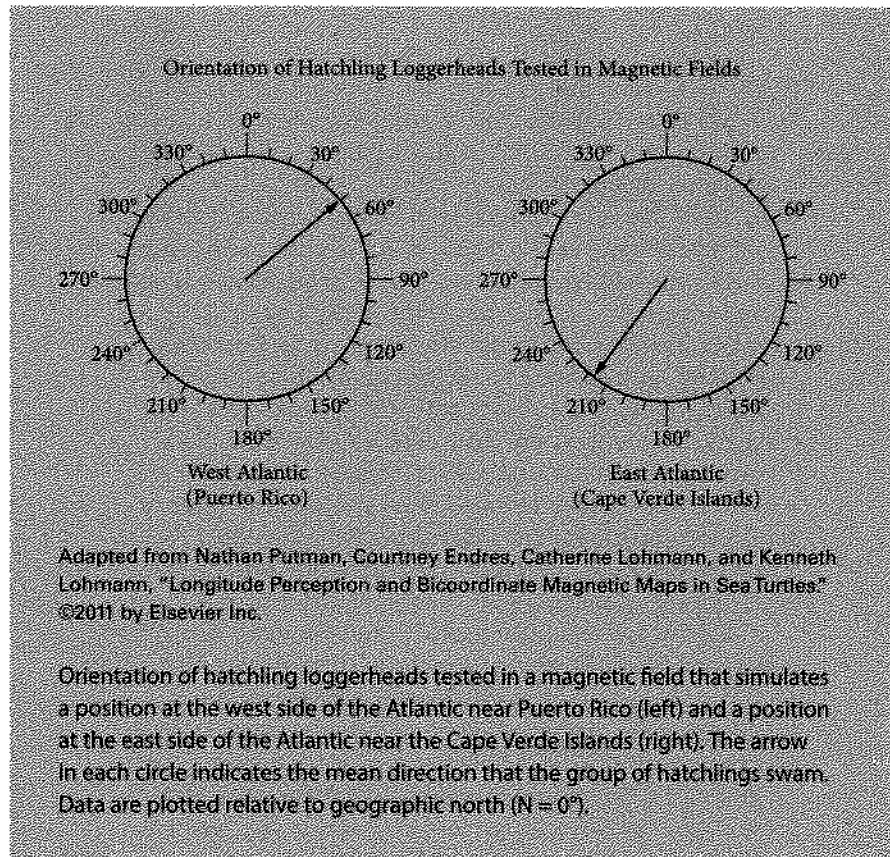 Orientation of Hatchling Loggerheads Tested in Magnetic Fields
0°
330° 30°
300° 60°
270° 90°
240° 120°
210° 150°
180°
West Atlantic
(Puerto Rico)
0°
330° 30°
300° 60°
270° 90°
240° 120°
210° 150°
180°
East Atlantic
(Cape Verde Islands)
Adapted from Nathan Putman, Courtney Endres, Catherine Lohmann, and Kenneth
Lohmann, "Longitude Perception and Bicoordinate Magnetic Maps in Sea Turtles."
©2011 by Elsevier Inc.
Orientation of hatchling loggerheads tested in a magnetic field that simulates
a position at the west side of the Atlantic near Puerto Rico (left) and a position
at the east side of the Atlantic near the Cape Verde Islands (right). The arrow
in each circle indicates the mean direction that the group of hatchlings swam.
Data are plotted relative to geographic north (N = 0°).